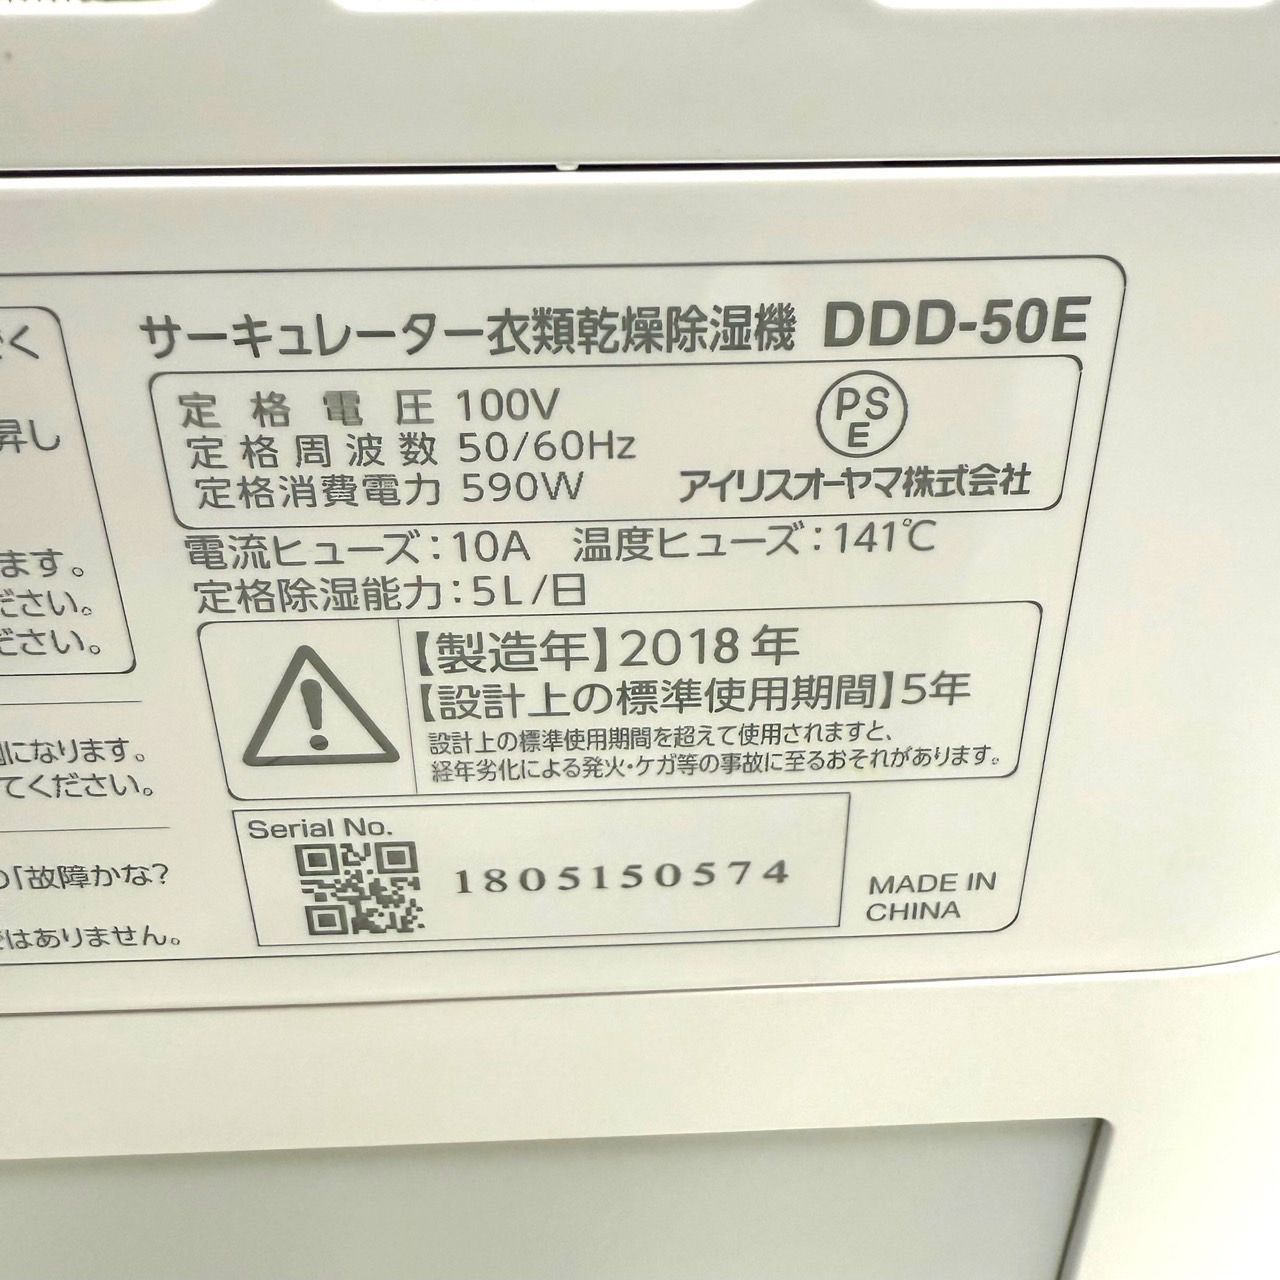 サーキュレーター衣類乾燥除湿機 DDD-50E
定格電圧 100V
定格周波数 50/60Hz
定格消費電力 590W
PS
E
アイリスオーヤマ株式会社
電流ヒューズ：10A 温度ヒューズ：141℃
定格除湿能力：5L/日
【製造年】2018年
【設計上の標準使用期間】5年
設計上の標準使用期間を超えて使用されますと、
経年劣化による発火・ケガ等の事故に至るおそれがあります。
Serial No.
1805150574
MADE IN
CHINA
く
昇し
ます。
ださい。
ださい。
になります。
てください。
「故障かな?
はありません。